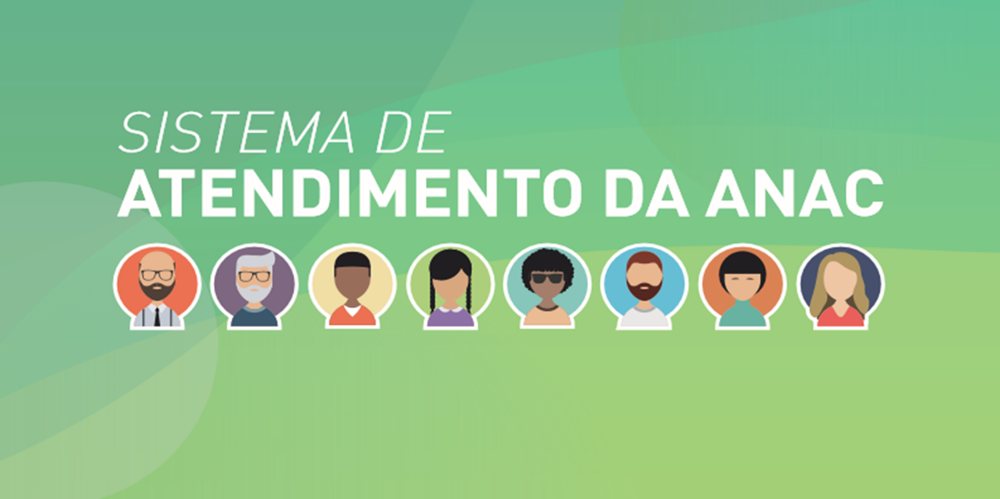 SISTEMA DE
ATENDIMENTO DA ANAC